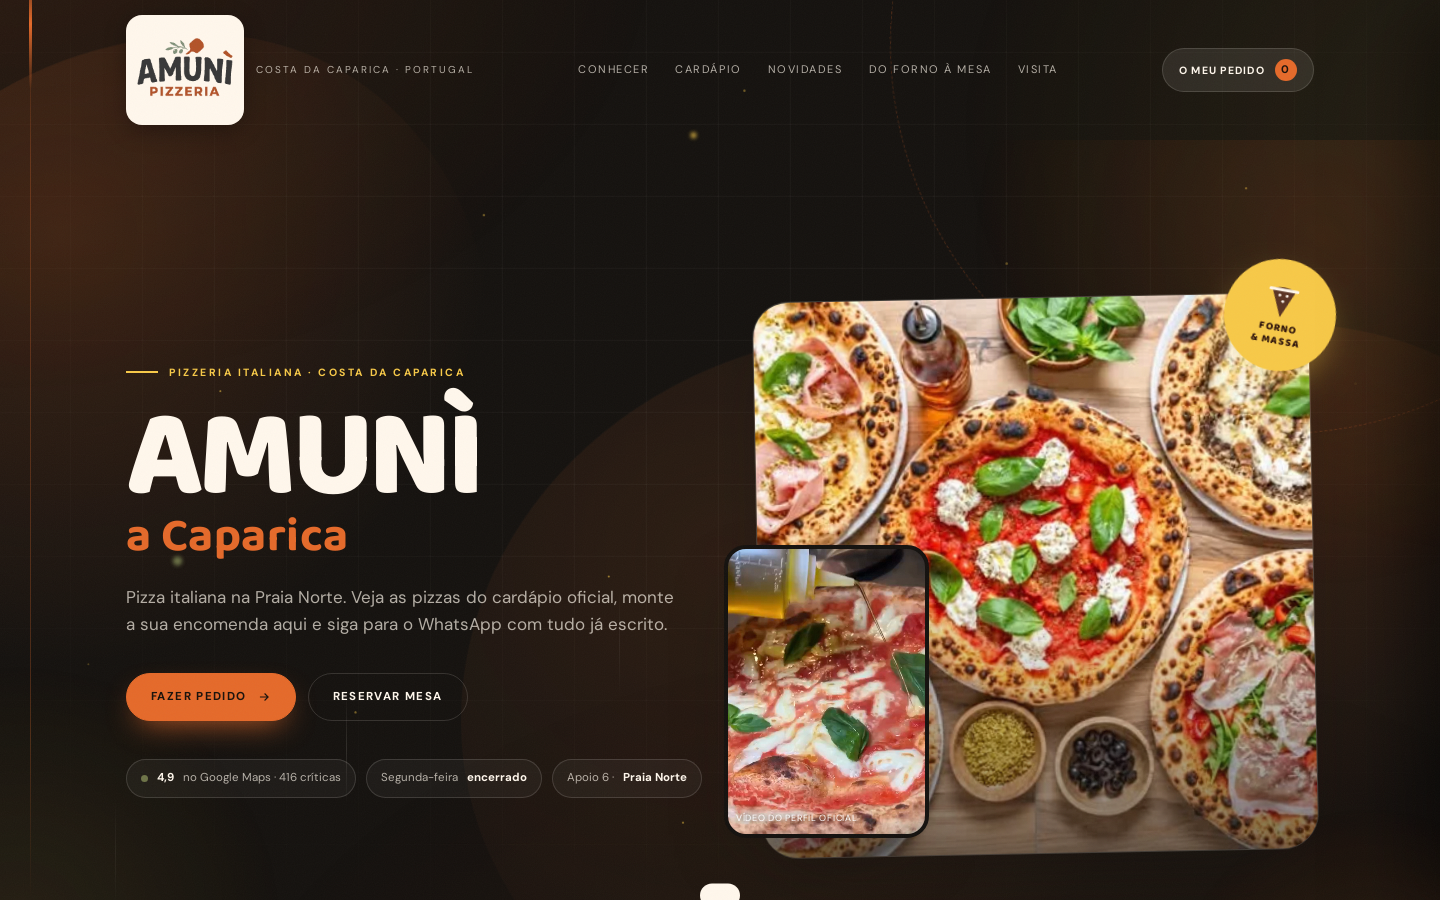 AMUNÌ
PIZZERIA
COSTA DA CAPARICA · PORTUGAL
CONHECER
CARDÁPIO
NOVIDADES
DO FORNO À MESA
VISITA
O MEU PEDIDO 0
FORNO
& MASSA
PIZZERIA ITALIANA · COSTA DA CAPARICA
AMUNÌ
a Caparica
Pizza italiana na Praia Norte. Veja as pizzas do cardápio oficial, monte
a sua encomenda aqui e siga para o WhatsApp com tudo já escrito.
FAZER PEDIDO →
RESERVAR MESA
4,9 no Google Maps · 416 críticas
Segunda-feira encerrado
Apoio 6 · Praia Norte
VÍDEO DO PERFIL OFICIAL